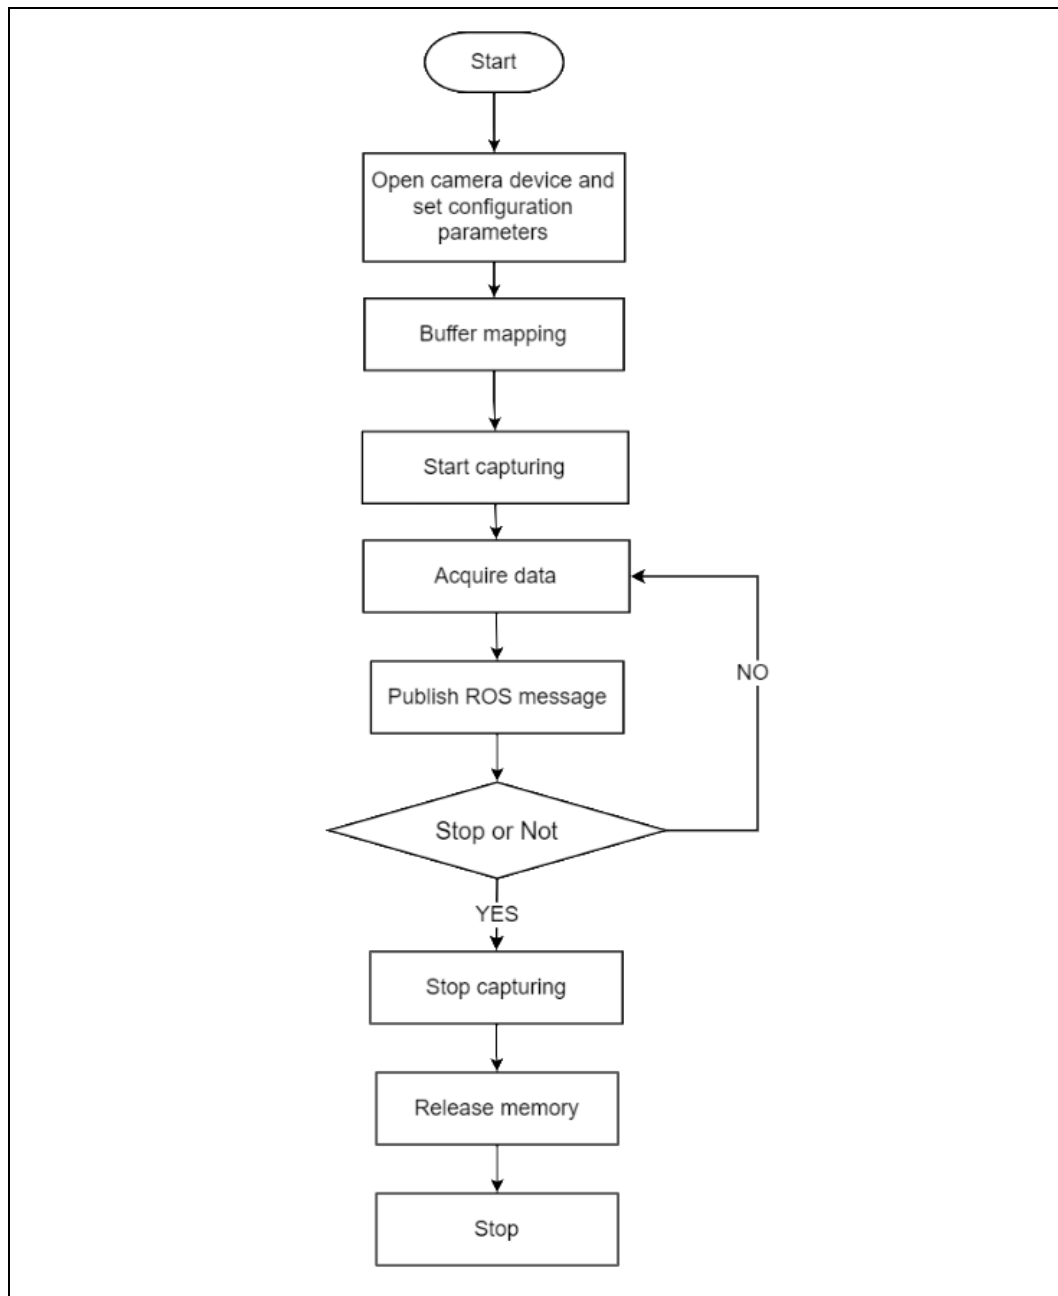 Start
Open camera device and
set configuration
parameters
Buffer mapping
Start capturing
Acquire data
Publish ROS message
NO
Stop or Not
YES
Stop capturing
Release memory
Stop